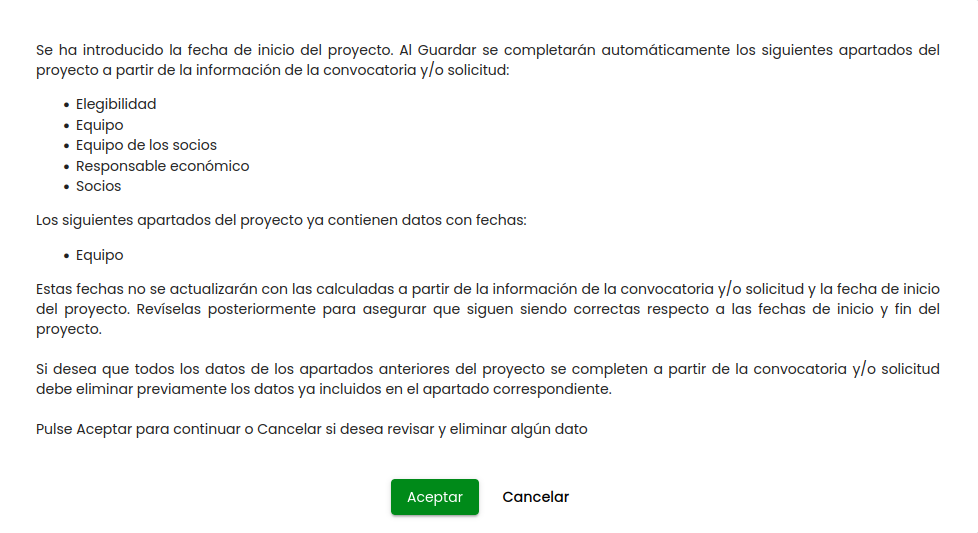 Se ha introducido la fecha de inicio del proyecto. Al Guardar se completarán automáticamente los siguientes apartados del
proyecto a partir de la información de la convocatoria y/o solicitud:
• Elegibilidad
• Equipo
• Equipo de los socios
• Responsable económico
• Socios
Los siguientes apartados del proyecto ya contienen datos con fechas:
• Equipo
Estas fechas no se actualizarán con las calculadas a partir de la información de la convocatoria y/o solicitud y la fecha de inicio
del proyecto. Revíselas posteriormente para asegurar que siguen siendo correctas respecto a las fechas de inicio y fin del
proyecto.
Si desea que todos los datos de los apartados anteriores del proyecto se completen a partir de la convocatoria y/o solicitud
debe eliminar previamente los datos ya incluidos en el apartado correspondiente.
Pulse Aceptar para continuar o Cancelar si desea revisar y eliminar algún dato
Aceptar Cancelar